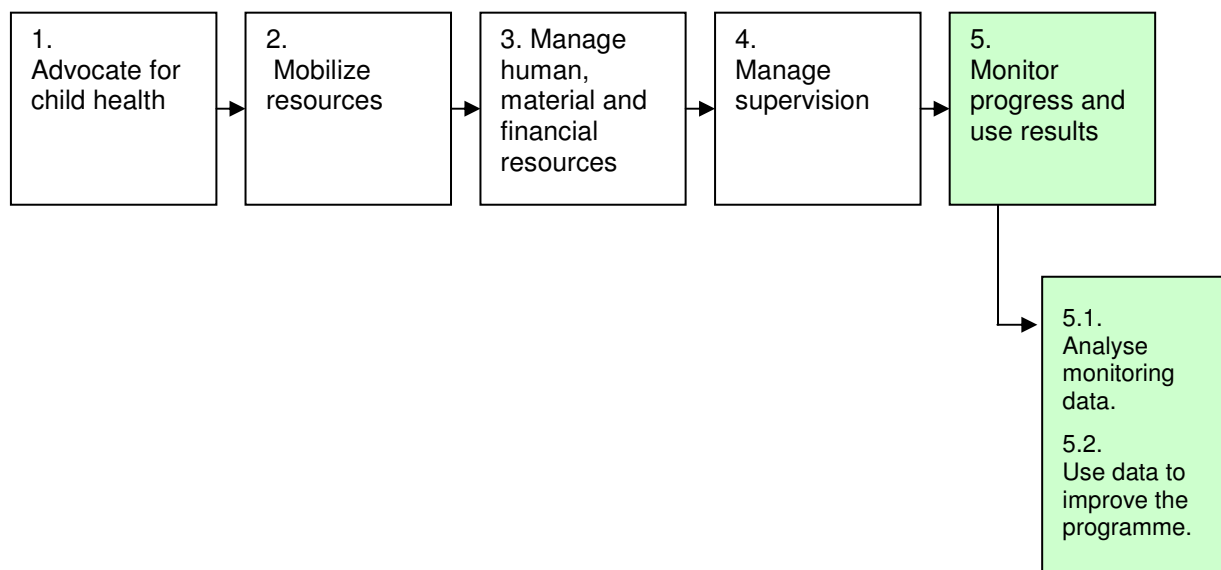 1.
Advocate for
child health
2.
Mobilize
resources
3. Manage
human,
material and
financial
resources
4.
Manage
supervision
5.
Monitor
progress and
use results
5.1.
Analyse
monitoring
data.
5.2.
Use data to
improve the
programme.